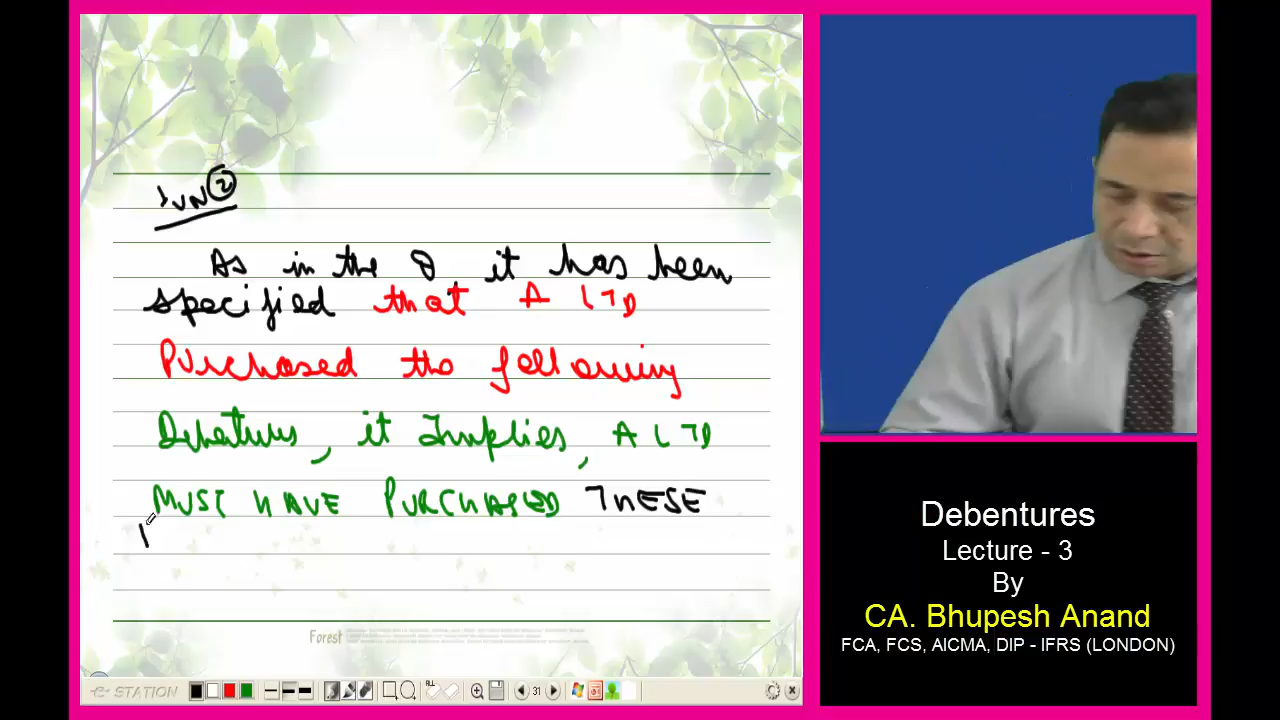 As in the Q it has been
specified that A LTD
Purchased the following
Debentures, it Implies, A LTD
MUST HAVE PURCHASED THESE
Forest
e-STATION
ALL
31
Debentures
Lecture - 3
By
CA. Bhupesh Anand
FCA, FCS, AICMA, DIP - IFRS (LONDON)